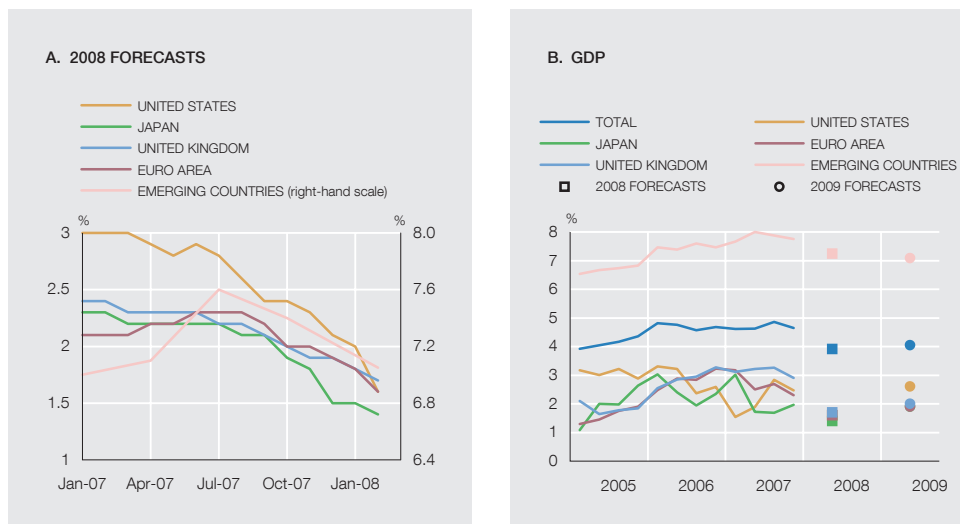 A. 2008 FORECASTS
UNITED STATES
JAPAN
UNITED KINGDOM
EURO AREA
EMERGING COUNTRIES (right-hand scale)
% %
3 8.0
2.5 7.6
2 7.2
1.5 6.8
1 6.4
Jan-07 Apr-07 Jul-07 Oct-07 Jan-08
B. GDP
TOTAL UNITED STATES
JAPAN EURO AREA
UNITED KINGDOM EMERGING COUNTRIES
2008 FORECASTS 2009 FORECASTS
%
8
7
6
5
4
3
2
1
0
2005 2006 2007 2008 2009